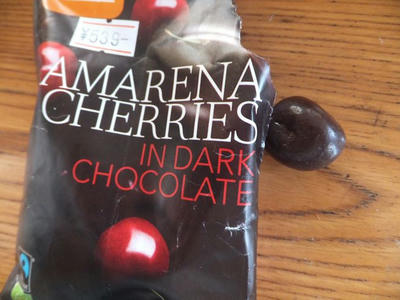 ¥539-
AMARENA
CHERRIES
IN DARK
CHOCOLATE